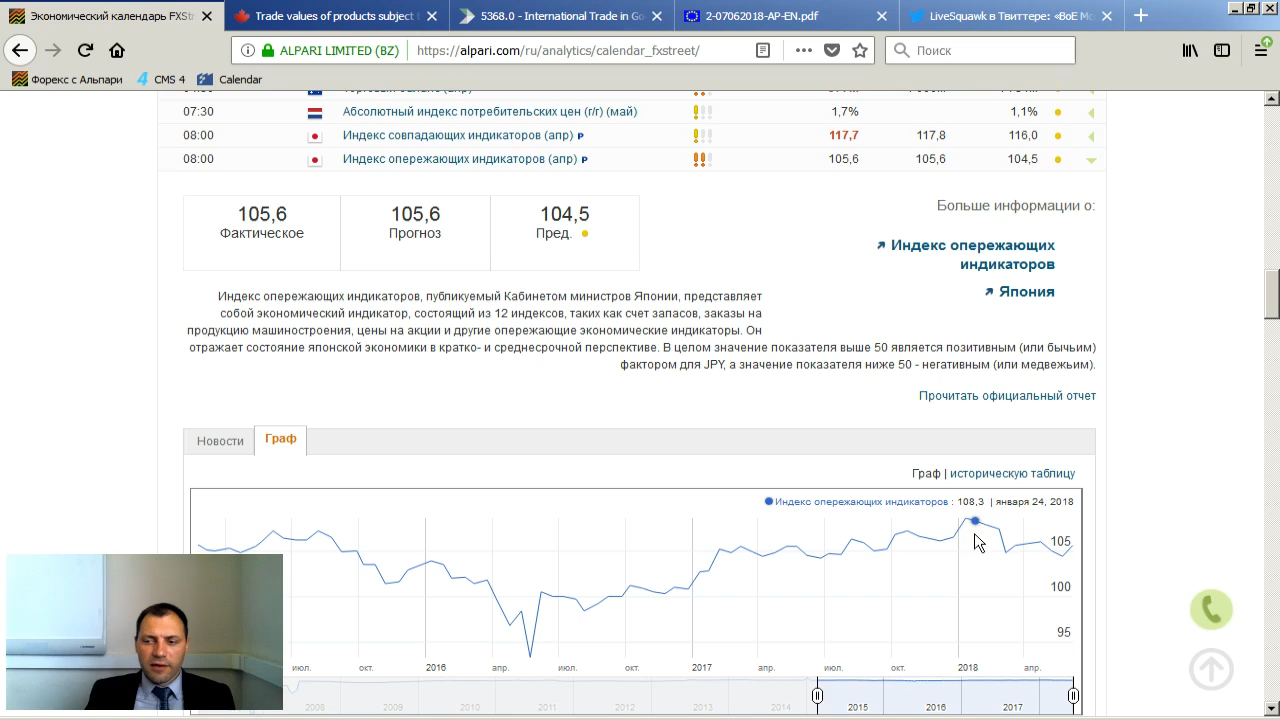 Экономический календарь FXStr
Trade values of products subject
5368.0 - International Trade in Go
2-07062018-AP-EN.pdf
LiveSquawk в Твиттере: «BoE M
ALPARI LIMITED (BZ)
https://alpari.com/ru/analytics/calendar_fxstreet/
Поиск
Форекс с Альпари
CMS 4
Calendar
07:30 Абсолютный индекс потребительских цен (г/г) (май) 1,7% 1,1%
08:00 Индекс совпадающих индикаторов (апр) P 117,7 117,8 116,0
08:00 Индекс опережающих индикаторов (апр) P 105,6 105,6 104,5
105,6 105,6 104,5
Фактическое Прогноз Пред.
Больше информации о:
Индекс опережающих
индикаторов
Япония
Индекс опережающих индикаторов, публикуемый Кабинетом министров Японии, представляет
собой экономический индикатор, состоящий из 12 индексов, таких как счет запасов, заказы на
продукцию машиностроения, цены на акции и другие опережающие экономические индикаторы. Он
отражает состояние японской экономики в кратко- и среднесрочной перспективе. В целом значение показателя выше 50 является позитивным (или бычьим)
фактором для JPY, а значение показателя ниже 50 - негативным (или медвежьим).
Прочитать официальный отчет
Новости Граф
Граф | историческую таблицу
Индекс опережающих индикаторов : 108,3 | января 24, 2018
105
100
95
июл. окт. 2016 апр. июл. окт. 2017 апр. июл. окт. 2018 апр.
2008 2009 2010 2011 2012 2013 2014 2015 2016 2017